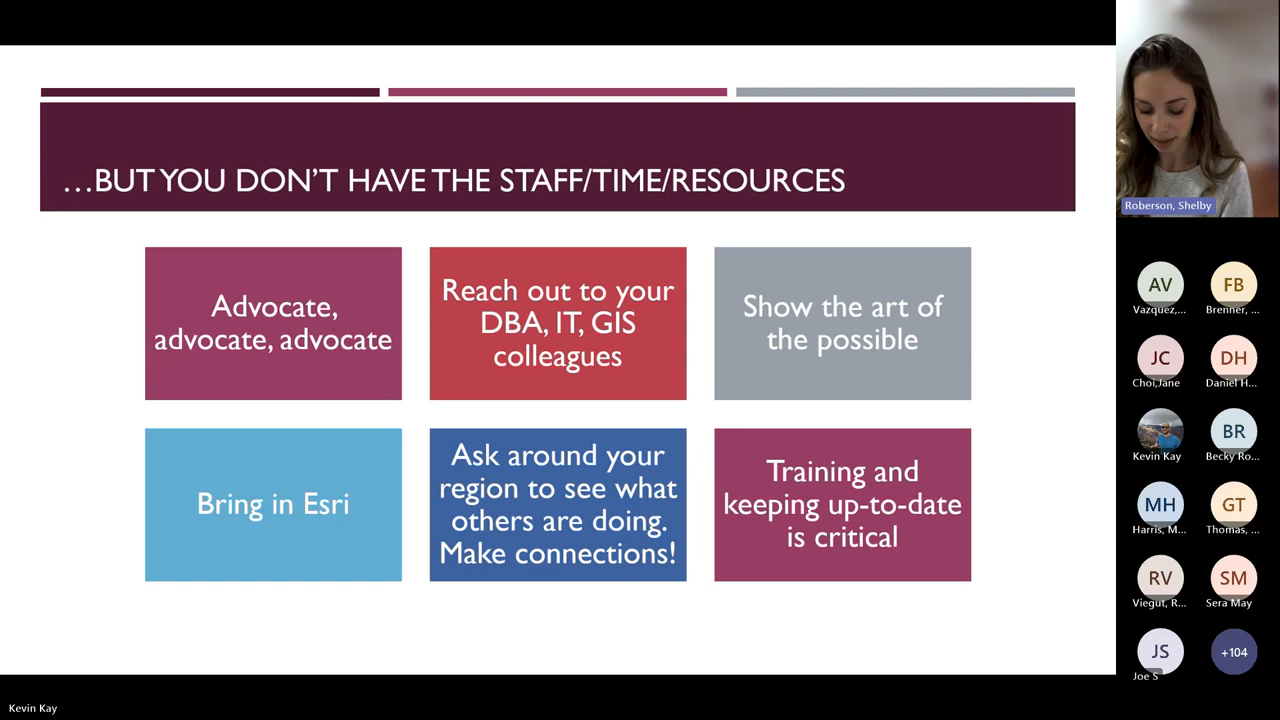 …BUT YOU DON'T HAVE THE STAFF/TIME/RESOURCES
Advocate,
advocate, advocate
Reach out to your
DBA, IT, GIS
colleagues
Show the art of
the possible
Bring in Esri
Ask around your
region to see what
others are doing.
Make connections!
Training and
keeping up-to-date
is critical
Roberson, Shelby
AV
Vazquez,...
FB
Brenner, ...
JC
Choi,Jane
DH
Daniel H...
Kevin Kay
BR
Becky Ro...
MH
Harris, M...
GT
Thomas, ...
RV
Viegut, R...
SM
Sera May
JS
Joe S
+104
Kevin Kay